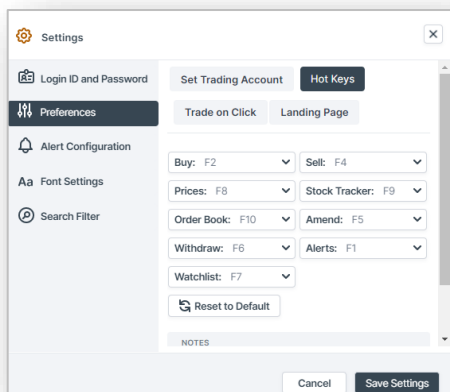 Settings
Login ID and Password
Preferences
Alert Configuration
Aa Font Settings
Search Filter
Set Trading Account Hot Keys
Trade on Click Landing Page
Buy: F2 Sell: F4
Prices: F8 Stock Tracker: F9
Order Book: F10 Amend: F5
Withdraw: F6 Alerts: F1
Watchlist: F7
Reset to Default
NOTES
Cancel Save Settings